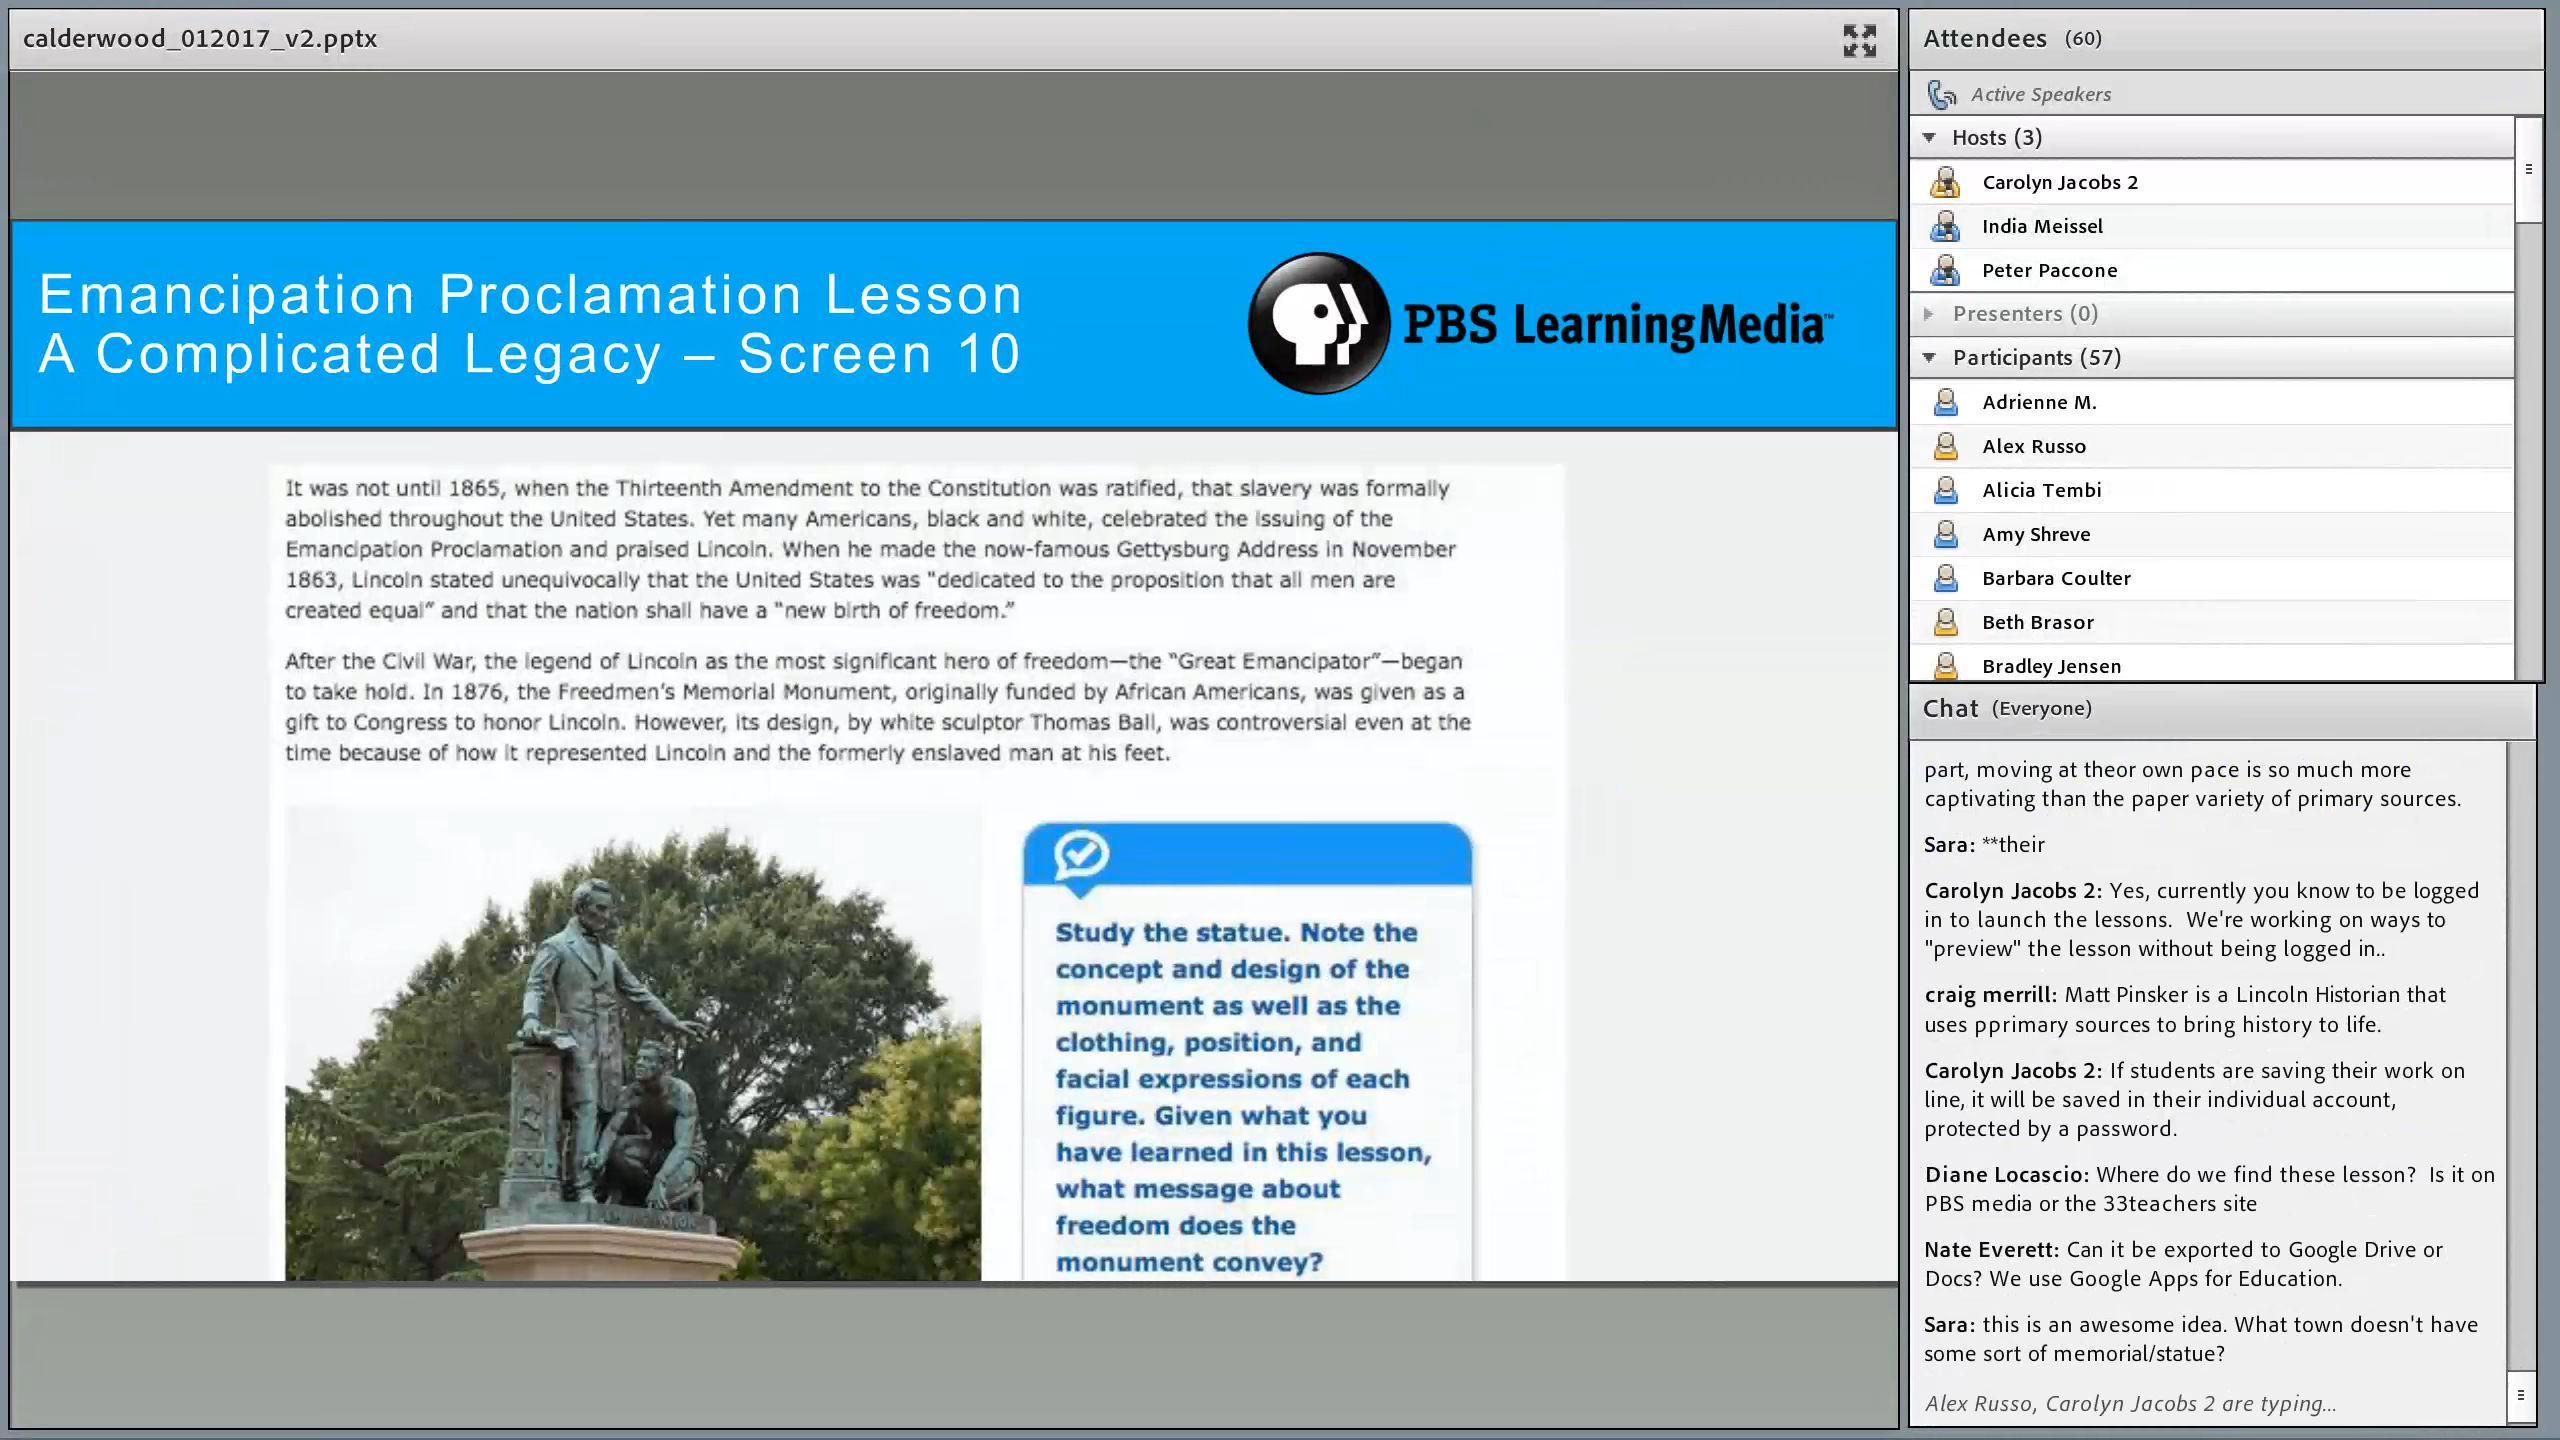 calderwood_012017_v2.pptx
Emancipation Proclamation Lesson
A Complicated Legacy – Screen 10
PBS LearningMedia™
It was not until 1865, when the Thirteenth Amendment to the Constitution was ratified, that slavery was formally
abolished throughout the United States. Yet many Americans, black and white, celebrated the issuing of the
Emancipation Proclamation and praised Lincoln. When he made the now-famous Gettysburg Address in November
1863, Lincoln stated unequivocally that the United States was "dedicated to the proposition that all men are
created equal" and that the nation shall have a "new birth of freedom."
After the Civil War, the legend of Lincoln as the most significant hero of freedom—the "Great Emancipator"—began
to take hold. In 1876, the Freedmen's Memorial Monument, originally funded by African Americans, was given as a
gift to Congress to honor Lincoln. However, its design, by white sculptor Thomas Ball, was controversial even at the
time because of how it represented Lincoln and the formerly enslaved man at his feet.
Study the statue. Note the
concept and design of the
monument as well as the
clothing, position, and
facial expressions of each
figure. Given what you
have learned in this lesson,
what message about
freedom does the
monument convey?
Attendees (60)
Active Speakers
Hosts (3)
Carolyn Jacobs 2
India Meissel
Peter Paccone
Presenters (0)
Participants (57)
Adrienne M.
Alex Russo
Alicia Tembi
Amy Shreve
Barbara Coulter
Beth Brasor
Bradley Jensen
Chat (Everyone)
part, moving at theor own pace is so much more
captivating than the paper variety of primary sources.
Sara: **their
Carolyn Jacobs 2: Yes, currently you know to be logged
in to launch the lessons. We're working on ways to
"preview" the lesson without being logged in..
craig merrill: Matt Pinsker is a Lincoln Historian that
uses pprimary sources to bring history to life.
Carolyn Jacobs 2: If students are saving their work on
line, it will be saved in their individual account,
protected by a password.
Diane Locascio: Where do we find these lesson? Is it on
PBS media or the 33teachers site
Nate Everett: Can it be exported to Google Drive or
Docs? We use Google Apps for Education.
Sara: this is an awesome idea. What town doesn't have
some sort of memorial/statue?
Alex Russo, Carolyn Jacobs 2 are typing...